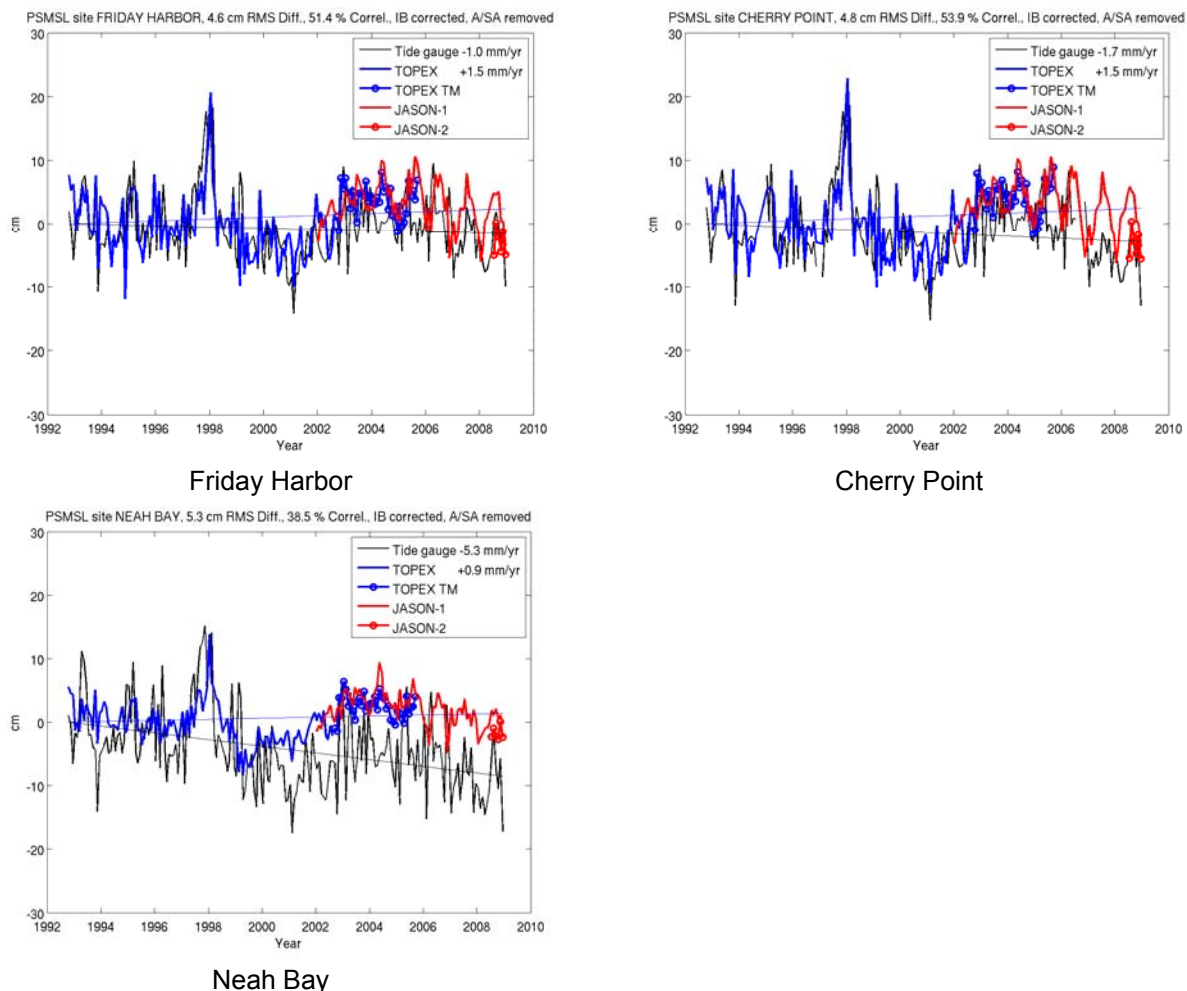 PSMSL site FRIDAY HARBOR, 4.6 cm RMS Diff., 51.4 % Correl., IB corrected, A/SA removed
30
20
10
0
-10
-20
-30
cm
Tide gauge -1.0 mm/yr
TOPEX +1.5 mm/yr
TOPEX TM
JASON-1
JASON-2
1992 1994 1996 1998 2000 2002 2004 2006 2008 2010
Year
Friday Harbor
PSMSL site CHERRY POINT, 4.8 cm RMS Diff., 53.9 % Correl., IB corrected, A/SA removed
30
20
10
0
-10
-20
-30
cm
Tide gauge -1.7 mm/yr
TOPEX +1.5 mm/yr
TOPEX TM
JASON-1
JASON-2
1992 1994 1996 1998 2000 2002 2004 2006 2008 2010
Year
Cherry Point
PSMSL site NEAH BAY, 5.3 cm RMS Diff., 38.5 % Correl., IB corrected, A/SA removed
30
20
10
0
-10
-20
-30
cm
Tide gauge -5.3 mm/yr
TOPEX +0.9 mm/yr
TOPEX TM
JASON-1
JASON-2
1992 1994 1996 1998 2000 2002 2004 2006 2008 2010
Year
Neah Bay